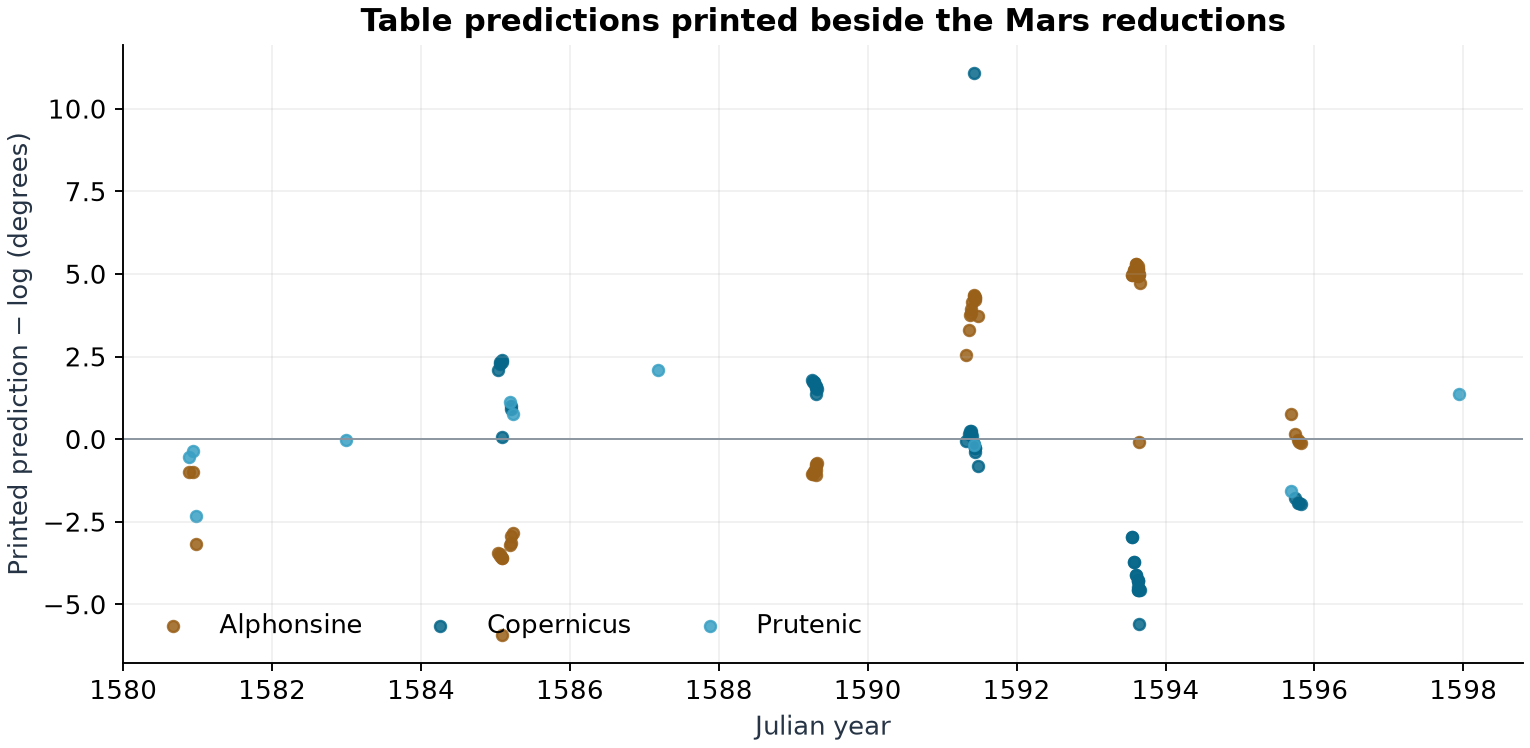 Table predictions printed beside the Mars reductions
Printed prediction − log (degrees)
10.0
7.5
5.0
2.5
0.0
−2.5
−5.0
Alphonsine Copernicus Prutenic
1580 1582 1584 1586 1588 1590 1592 1594 1596 1598
Julian year